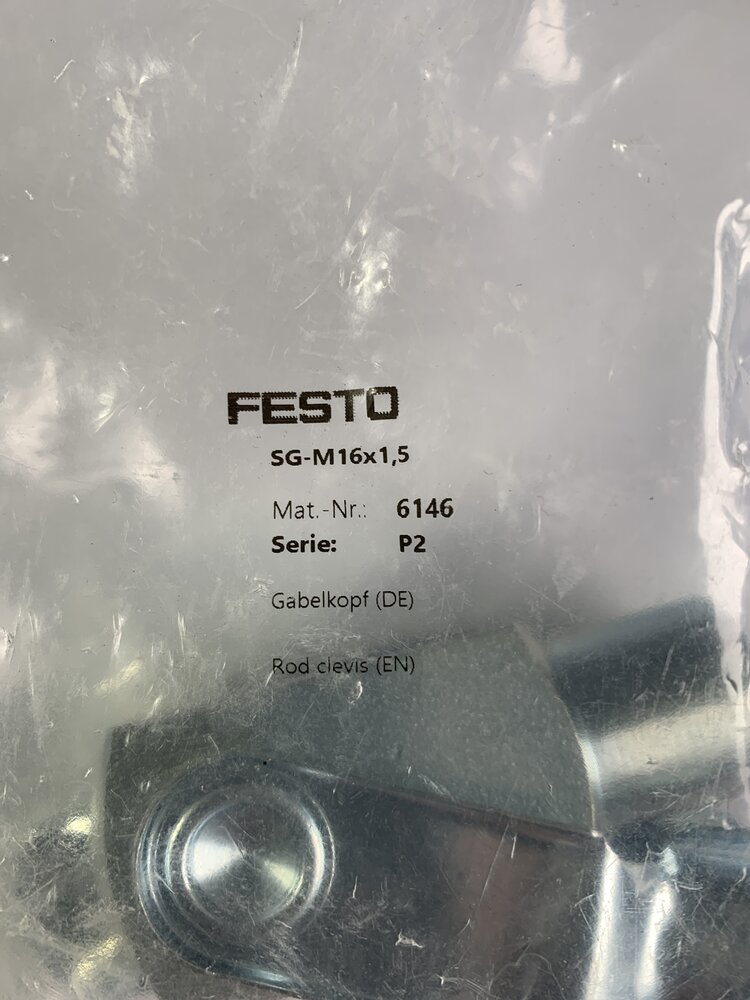 FESTO
SG-M16x1,5
Mat.-Nr.: 6146
Serie: P2
Gabelkopf (DE)
Rod clevis (EN)